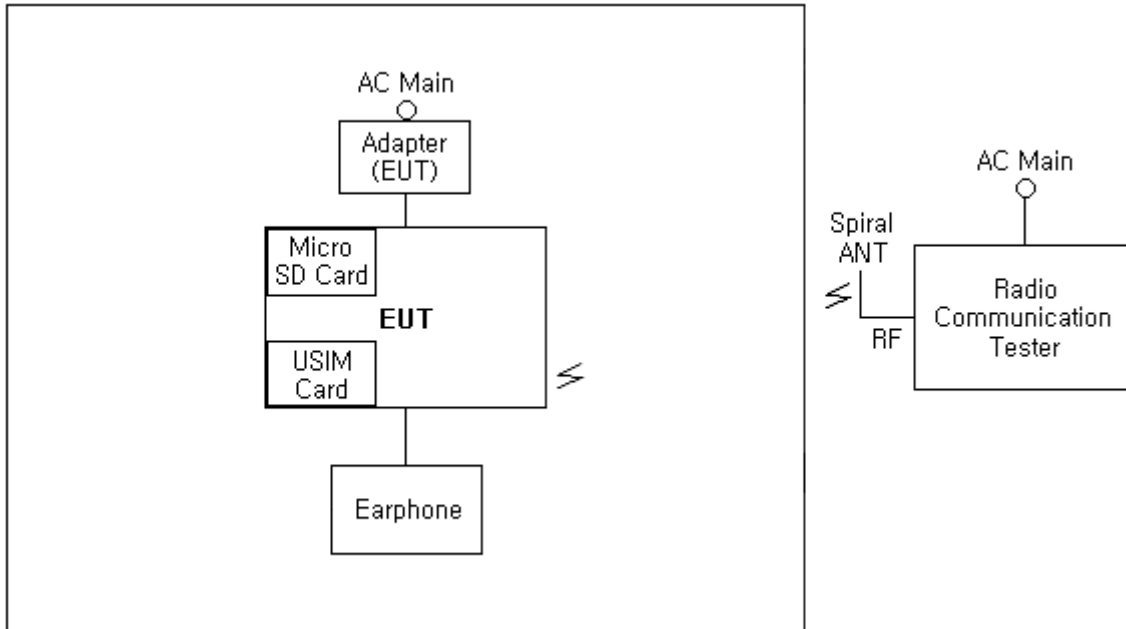 AC Main
Adapter
(EUT)
Micro
SD Card
EUT
USIM
Card
Earphone
AC Main
Spiral
ANT
RF
Radio
Communication
Tester